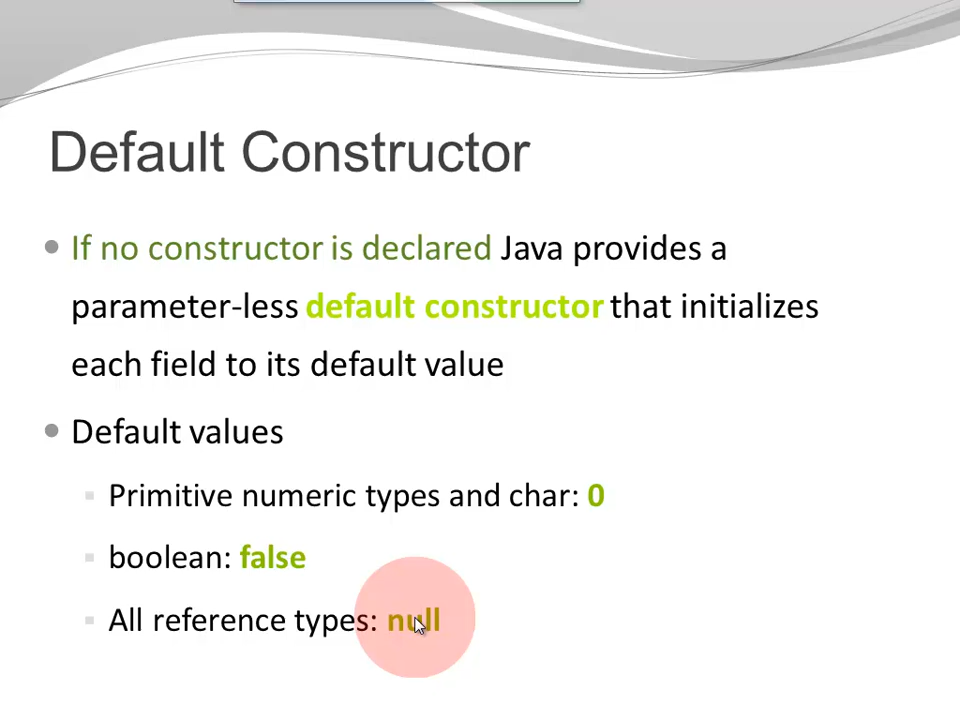 Default Constructor
If no constructor is declared Java provides a
parameter-less default constructor that initializes
each field to its default value
Default values
Primitive numeric types and char: 0
boolean: false
All reference types: null